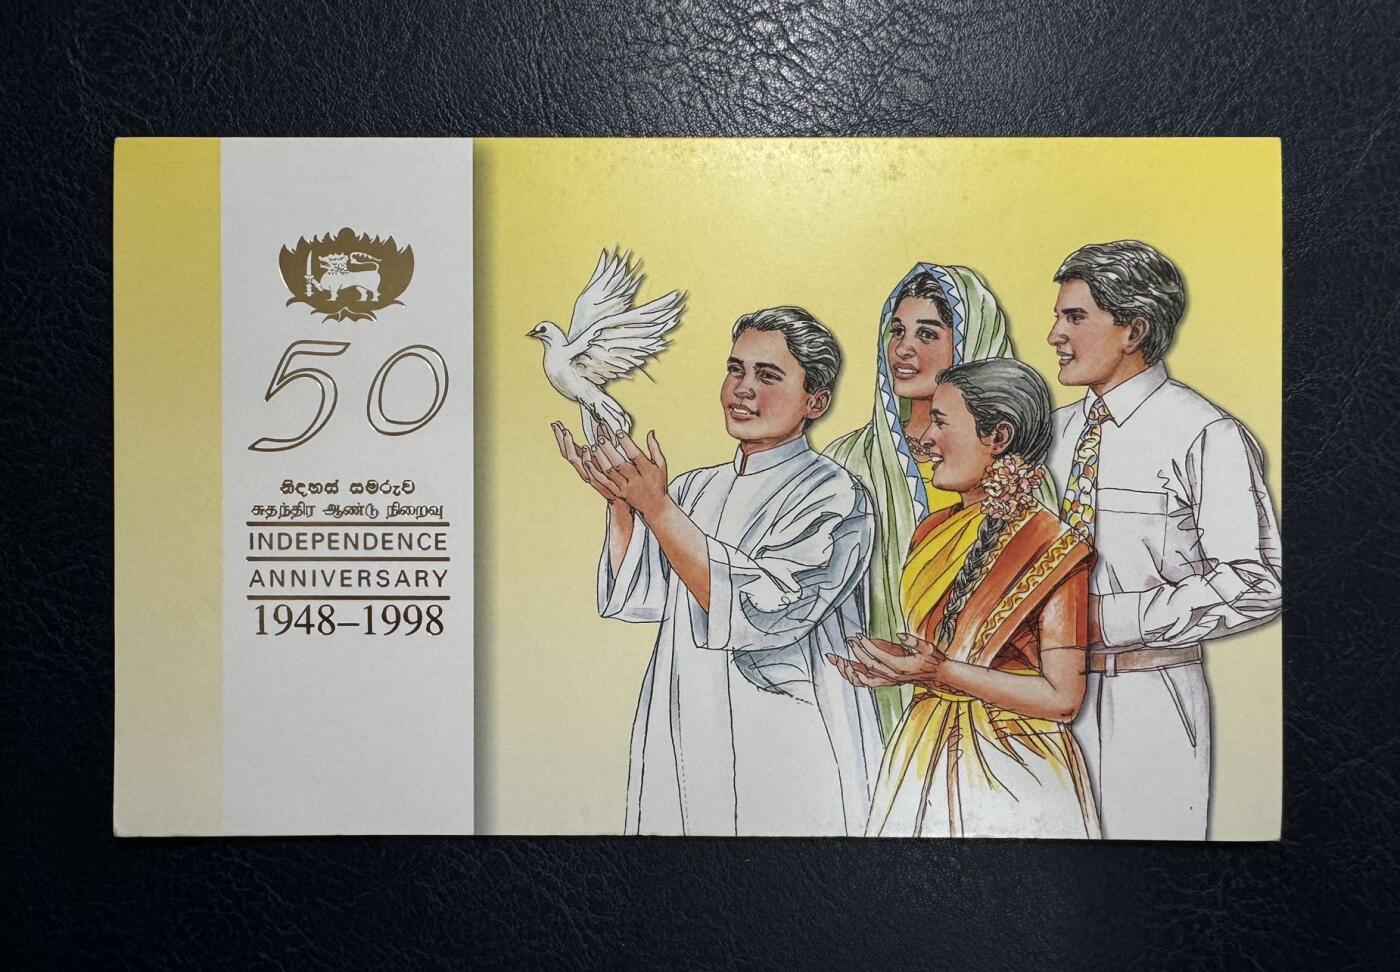 50
නිදහස් සමරුව
சுதந்திர ஆண்டு நிறைவு
INDEPENDENCE
ANNIVERSARY
1948–1998